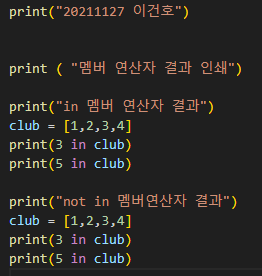 print("20211127 이건호")
print ( "멤버 연산자 결과 인쇄")
print("in 멤버 연산자 결과")
club = [1,2,3,4]
print(3 in club)
print(5 in club)
print("not in 멤버연산자 결과")
club = [1,2,3,4]
print(3 in club)
print(5 in club)